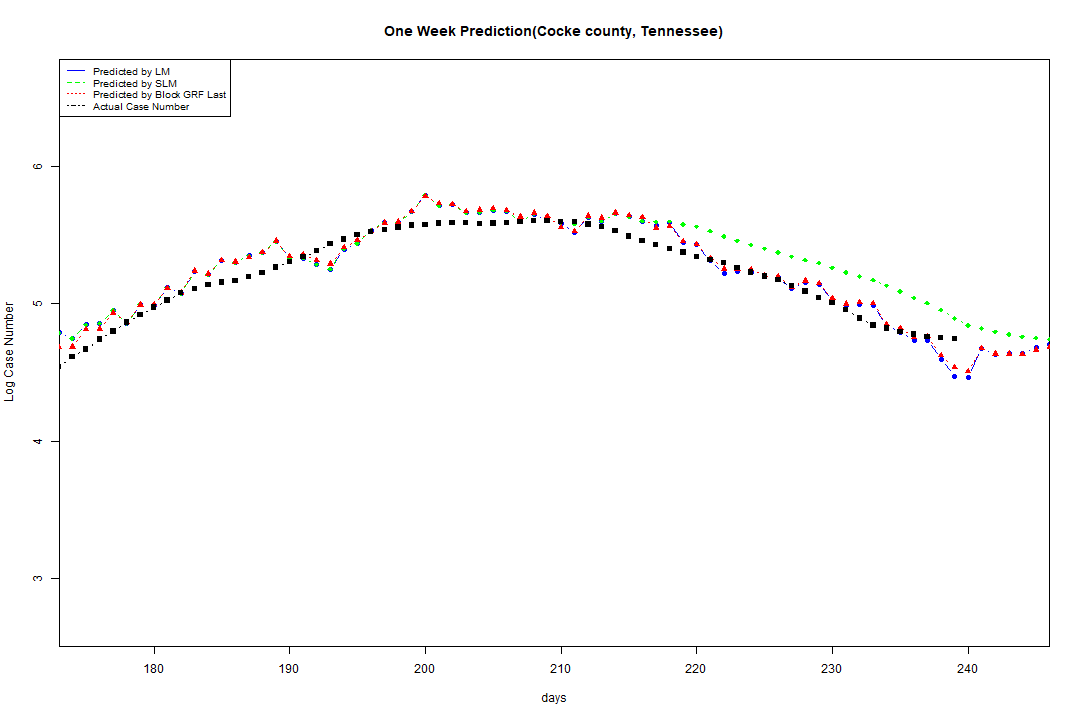 One Week Prediction(Cocke county, Tennessee)
Predicted by LM
Predicted by SLM
Predicted by Block GRF Last
Actual Case Number
6
5
4
3
Log Case Number
180 190 200 210 220 230 240
days